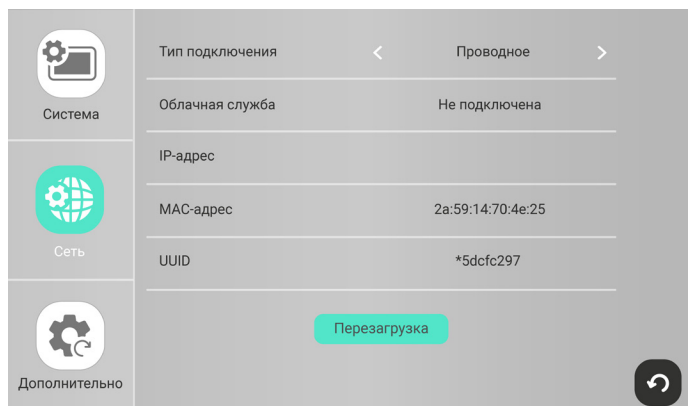 Система
Сеть
Дополнительно
Тип подключения < Проводное >
Облачная служба Не подключена
IP-адрес
MAC-адрес 2a:59:14:70:4e:25
UUID *5dcfc297
Перезагрузка